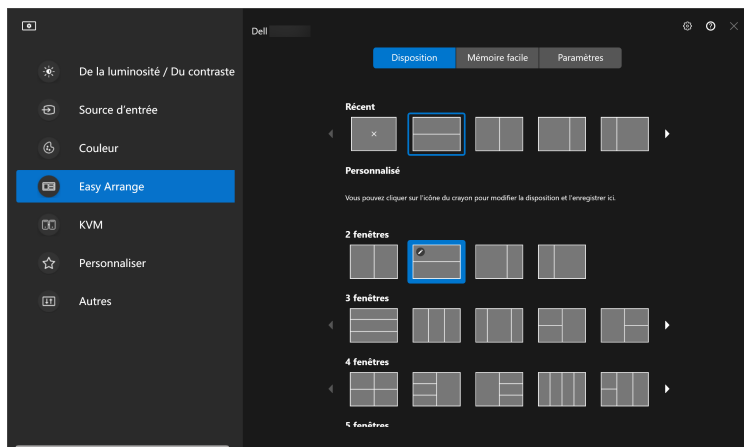 Dell
De la luminosité / Du contraste
Source d'entrée
Couleur
Easy Arrange
KVM
Personnaliser
Autres
Disposition
Mémoire facile
Paramètres
Récent
Personnalisé
Vous pouvez cliquer sur l'icône du crayon pour modifier la disposition et l'enregistrer ici.
2 fenêtres
3 fenêtres
4 fenêtres
5 fenêtres